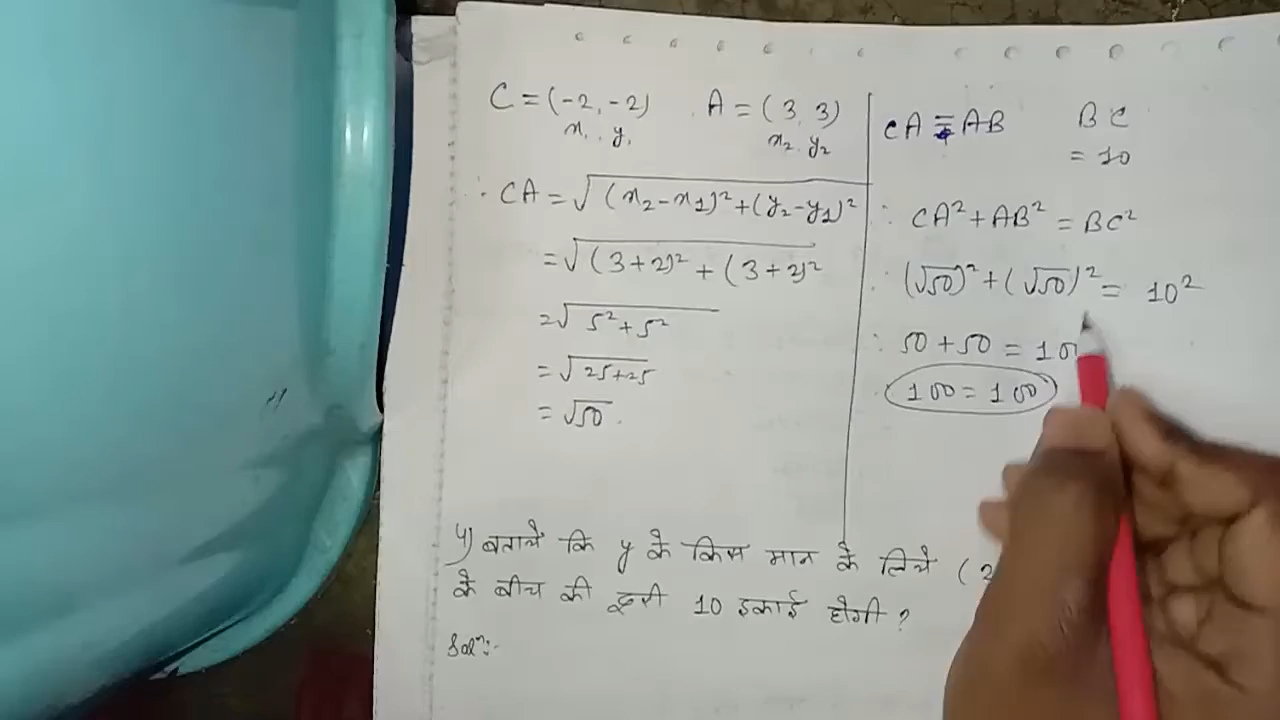 C = (-2, -2) A = (3, 3)
x₁ y₁ x₂ y₂
∴ CA = √(x₂-x₁)²+(y₂-y₁)²
= √(3+2)² + (3+2)²
= √5²+5²
= √25+25
= √50.
CA = AB BC
= 10
∴ CA² + AB² = BC²
∴ (√50)² + (√50)² = 10²
∴ 50 + 50 = 100
100 = 100
4) बतायें कि y के किस मान के लिये (2
के बीच की दूरी 10 इकाई होगी ?
Solⁿ:-